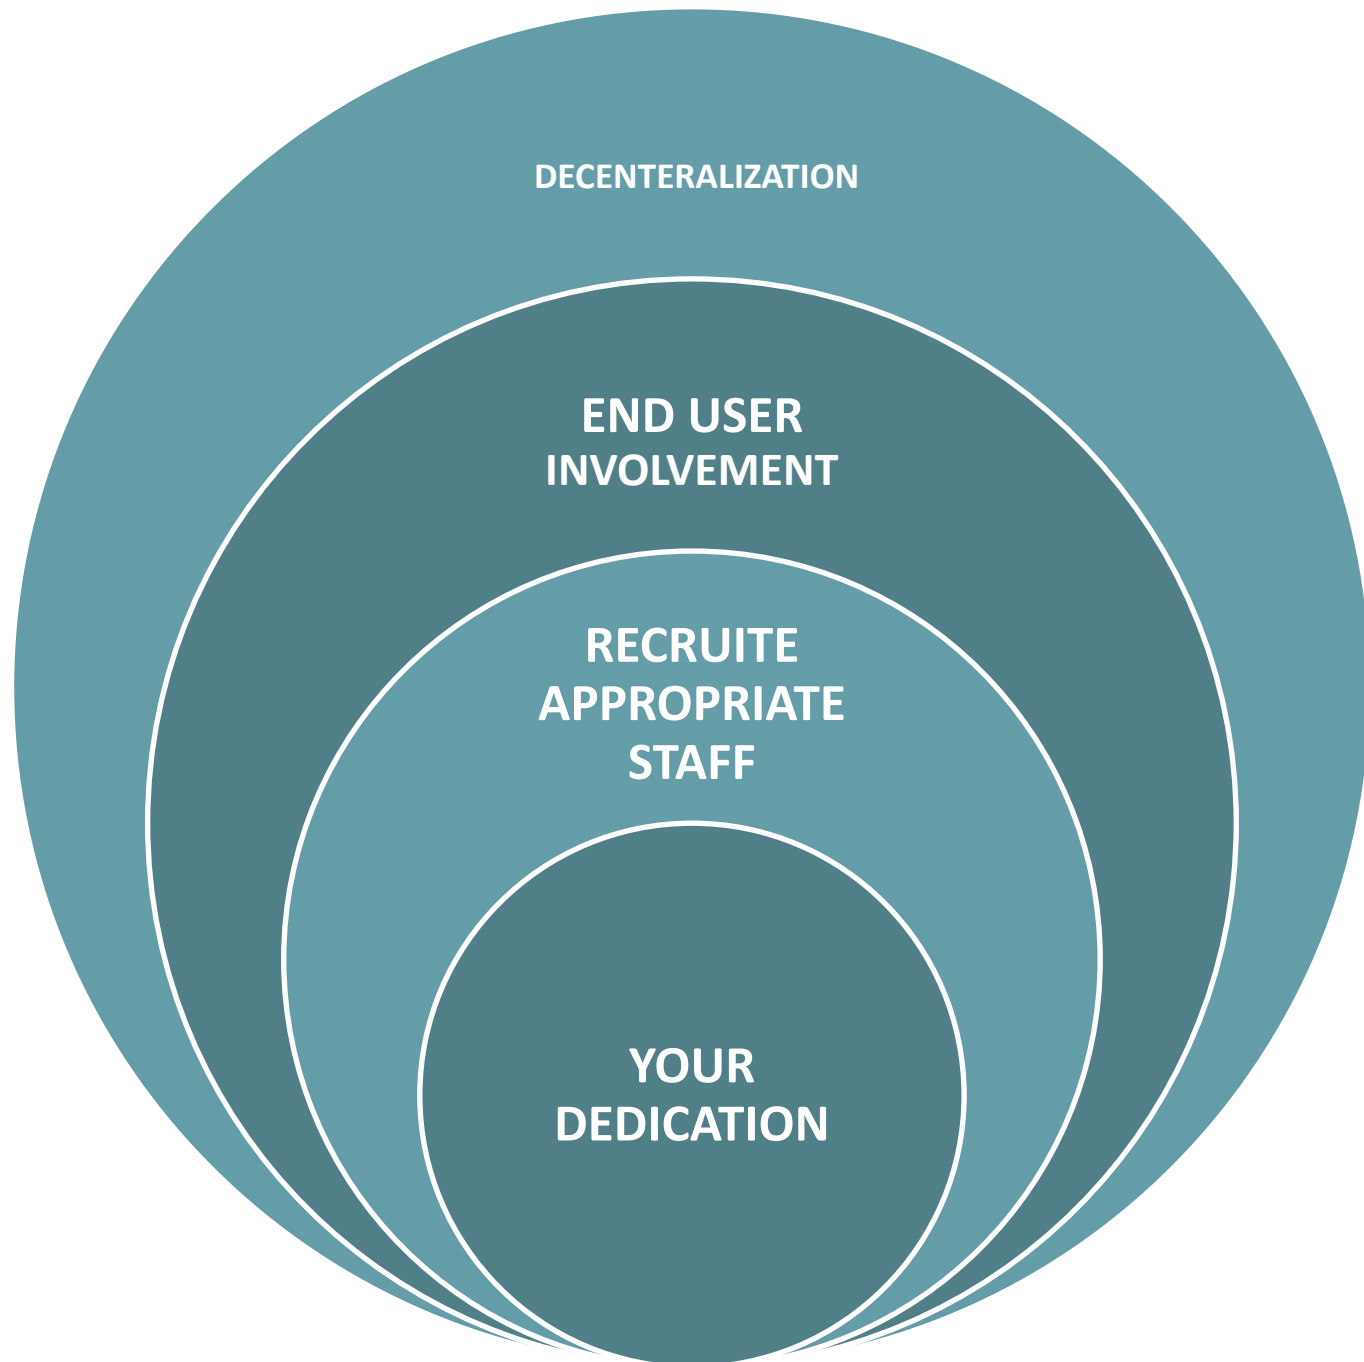 DECENTERALIZATION
END USER
INVOLVEMENT
RECRUITE
APPROPRIATE
STAFF
YOUR
DEDICATION